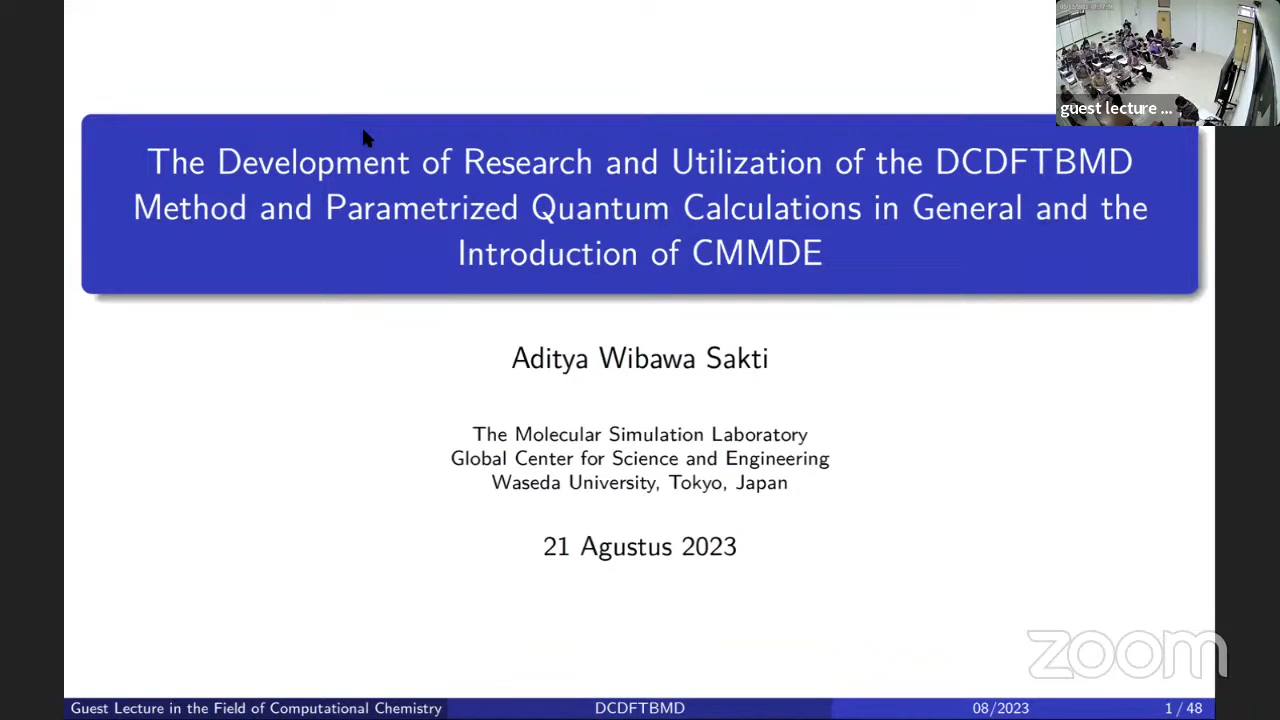 guest lecture ...
The Development of Research and Utilization of the DCDFTBMD
Method and Parametrized Quantum Calculations in General and the
Introduction of CMMDE
Aditya Wibawa Sakti
The Molecular Simulation Laboratory
Global Center for Science and Engineering
Waseda University, Tokyo, Japan
21 Agustus 2023
zoom
Guest Lecture in the Field of Computational Chemistry
DCDFTBMD
08/2023
1 / 48